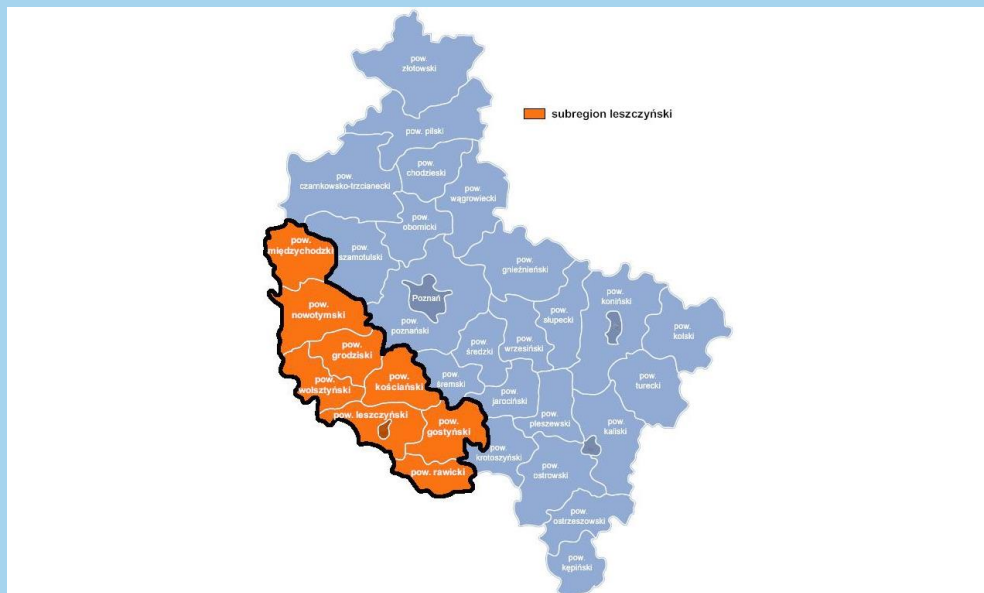 pow.
złotowski
subregion leszczyński
pow. pilski
pow.
chodzieski
pow.
czarnkowsko-trzcianecki
pow.
wągrowiecki
pow.
obornicki
pow.
międzychodzki
pow.
szamotulski
pow.
gnieźnieński
pow.
koniński
Poznań
pow.
nowotymski
pow.
słupecki
pow.
poznański
pow.
kolski
pow.
średzki
pow.
wrzesiński
pow.
grodziski
pow.
kościański
pow.
śremski
pow.
turecki
pow.
wolsztyński
pow.
jarociński
pow. leszczyński
pow.
gostyński
pow.
pleszewski
pow.
kaliski
pow.
krotoszyński
pow. rawicki
pow.
ostrowski
pow.
ostrzeszowski
pow.
kępiński